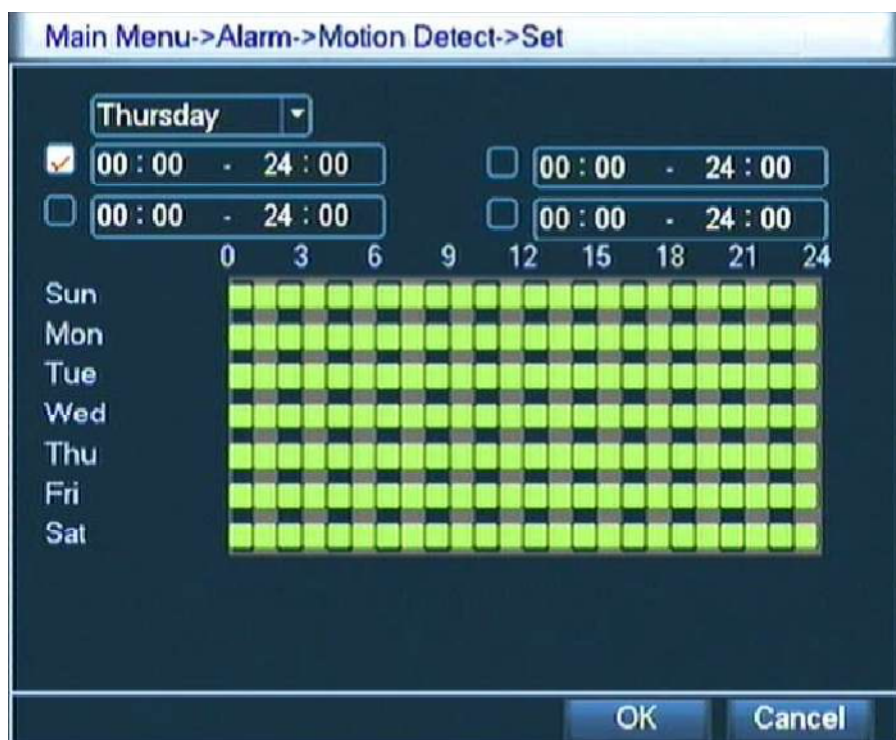 Main Menu->Alarm->Motion Detect->Set
Thursday
00 : 00 - 24 : 00
00 : 00 - 24 : 00
00 : 00 - 24 : 00
00 : 00 - 24 : 00
0 3 6 9 12 15 18 21 24
Sun
Mon
Tue
Wed
Thu
Fri
Sat
OK Cancel